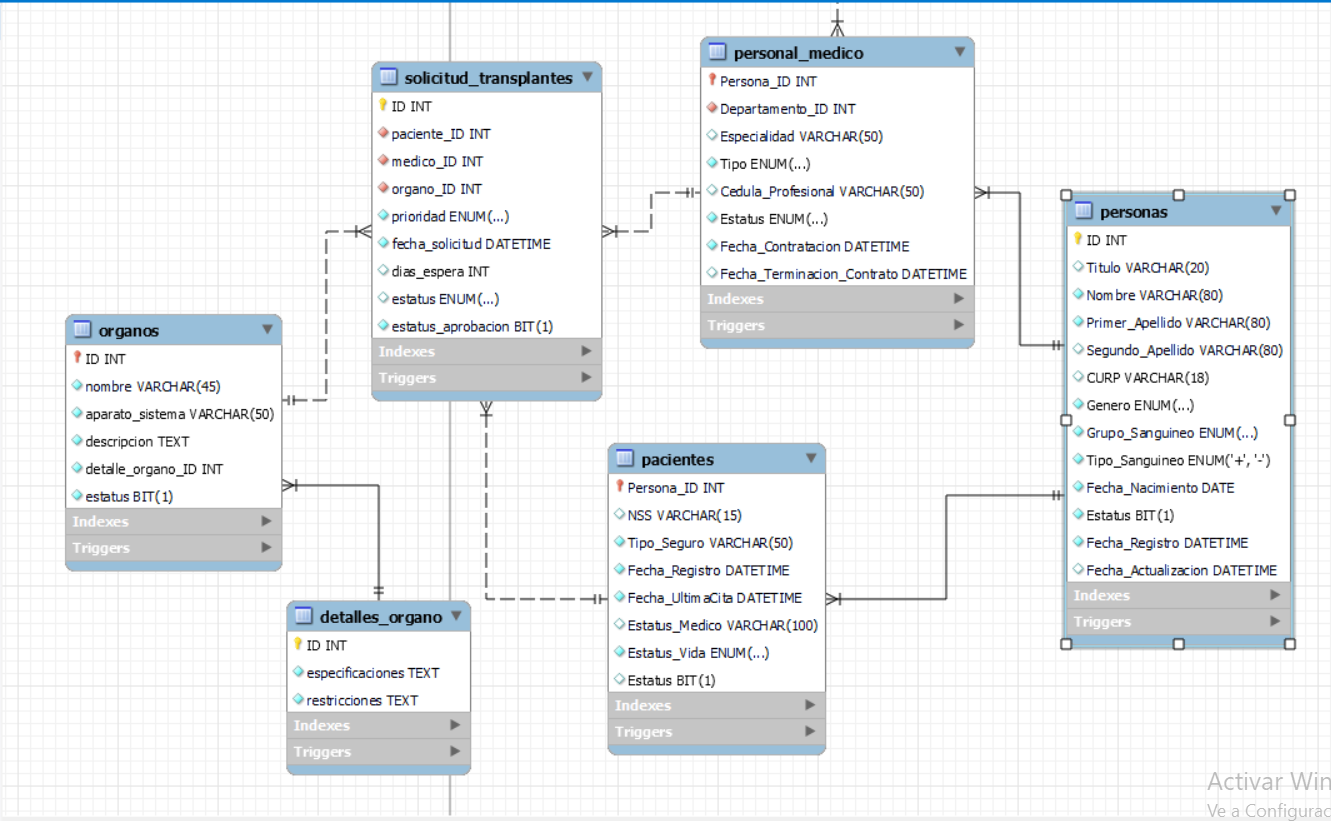 solicitud_transplantes
ID INT
paciente_ID INT
medico_ID INT
organo_ID INT
prioridad ENUM(...)
fecha_solicitud DATETIME
dias_espera INT
estatus ENUM(...)
estatus_aprobacion BIT(1)
Indexes
Triggers
personal_medico
Persona_ID INT
Departamento_ID INT
Especialidad VARCHAR(50)
Tipo ENUM(...)
Cedula_Profesional VARCHAR(50)
Estatus ENUM(...)
Fecha_Contratacion DATETIME
Fecha_Terminacion_Contrato DATETIME
Indexes
Triggers
personas
ID INT
Titulo VARCHAR(20)
Nombre VARCHAR(80)
Primer_Apellido VARCHAR(80)
Segundo_Apellido VARCHAR(80)
CURP VARCHAR(18)
Genero ENUM(...)
Grupo_Sanguineo ENUM(...)
Tipo_Sanguineo ENUM('+', '-')
Fecha_Nacimiento DATE
Estatus BIT(1)
Fecha_Registro DATETIME
Fecha_Actualizacion DATETIME
Indexes
Triggers
organos
ID INT
nombre VARCHAR(45)
aparato_sistema VARCHAR(50)
descripcion TEXT
detalle_organo_ID INT
estatus BIT(1)
Indexes
Triggers
pacientes
Persona_ID INT
NSS VARCHAR(15)
Tipo_Seguro VARCHAR(50)
Fecha_Registro DATETIME
Fecha_UltimaCita DATETIME
Estatus_Medico VARCHAR(100)
Estatus_Vida ENUM(...)
Estatus BIT(1)
Indexes
Triggers
detalles_organo
ID INT
especificaciones TEXT
restricciones TEXT
Indexes
Triggers
Activar Win
Ve a Configurac